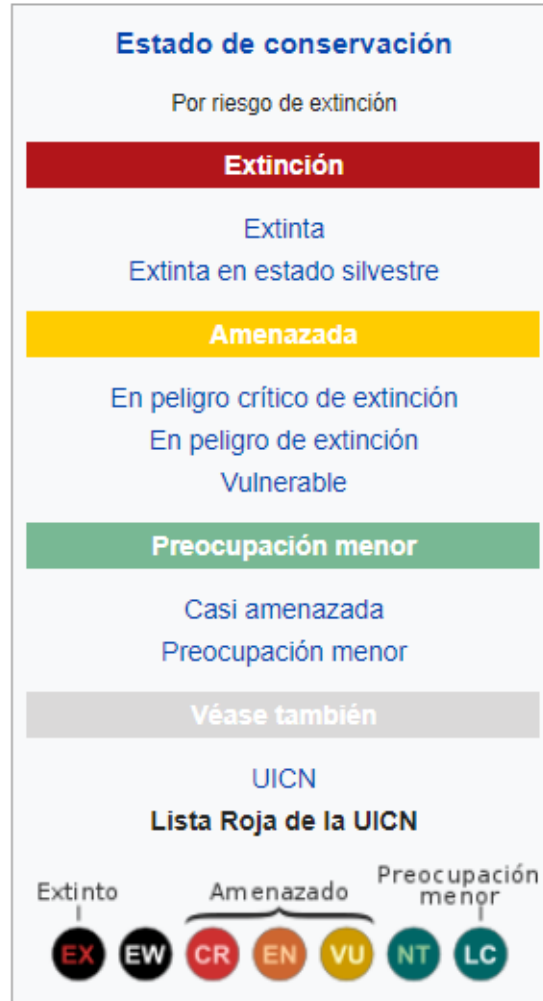 Estado de conservación
Por riesgo de extinción
Extinción
Extinta
Extinta en estado silvestre
Amenazada
En peligro crítico de extinción
En peligro de extinción
Vulnerable
Preocupación menor
Casi amenazada
Preocupación menor
Véase también
UICN
Lista Roja de la UICN
Extinto Amenazado Preocupación
menor
EX EW CR EN VU NT LC